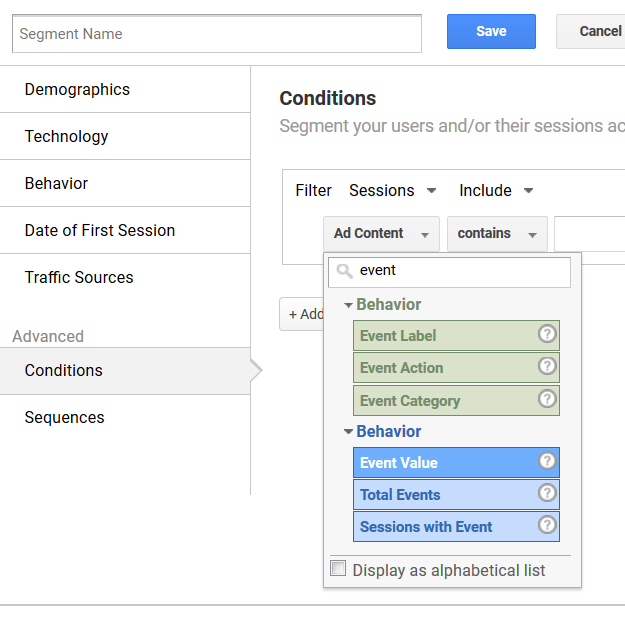 Segment Name
Save
Cancel
Demographics
Technology
Behavior
Date of First Session
Traffic Sources
Advanced
Conditions
Sequences
Conditions
Segment your users and/or their sessions ac
Filter Sessions Include
Ad Content contains
event
+ Add
Behavior
Event Label ?
Event Action ?
Event Category ?
Behavior
Event Value ?
Total Events ?
Sessions with Event ?
Display as alphabetical list